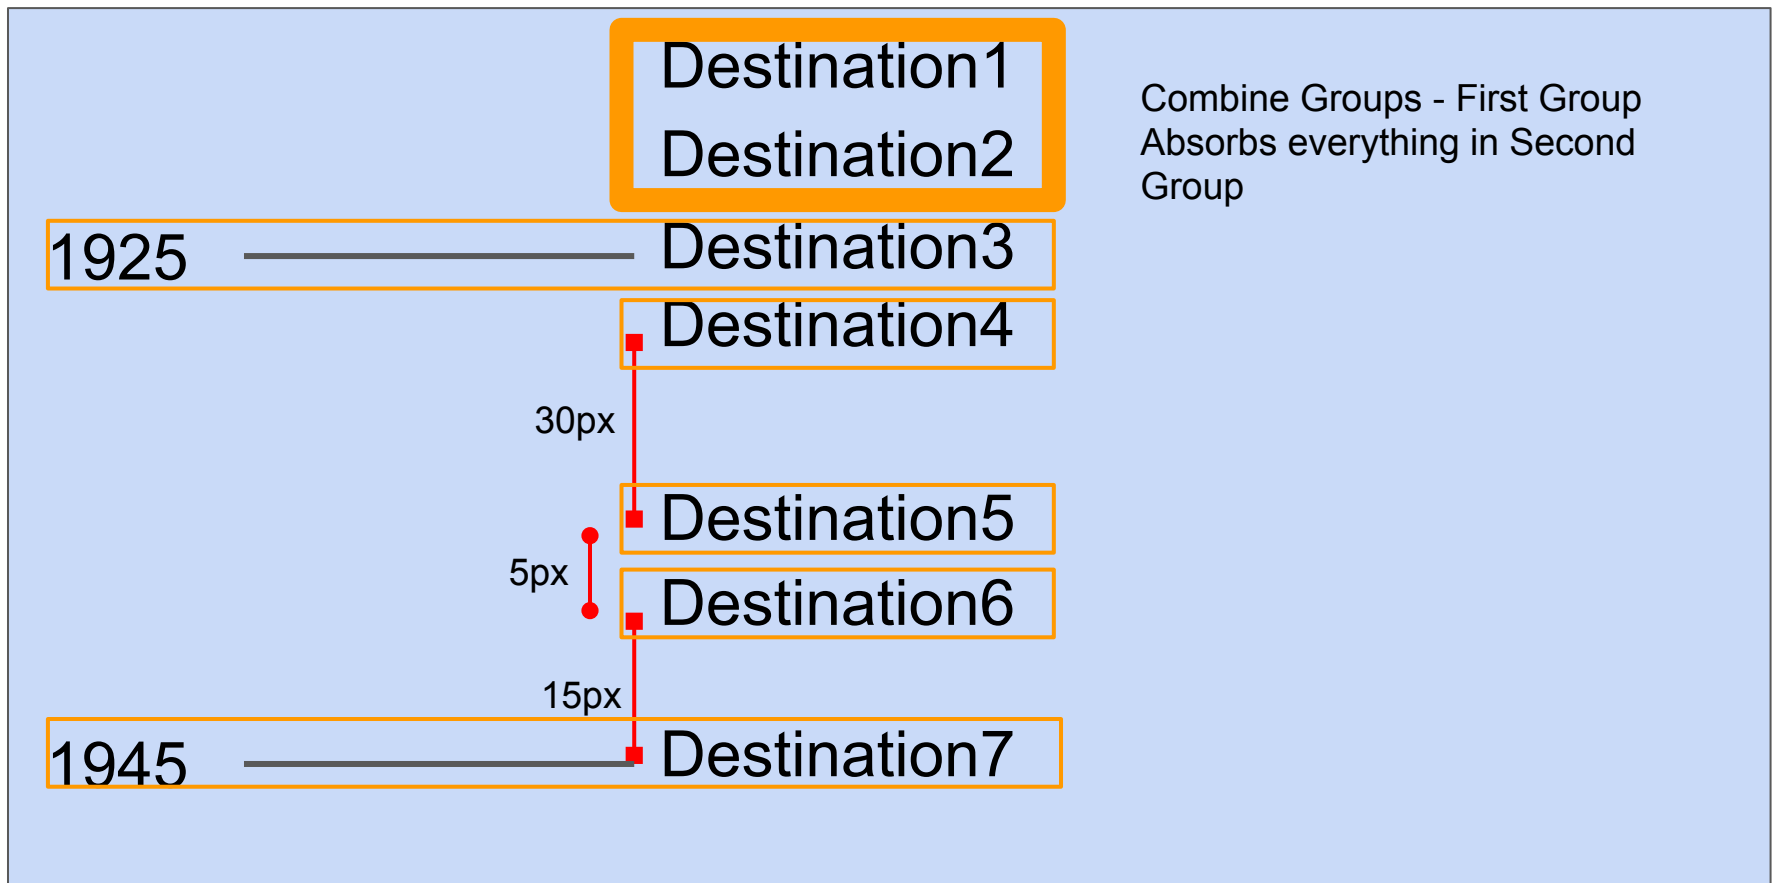 Destination1
Destination2
Combine Groups - First Group
Absorbs everything in Second
Group
1925 Destination3
Destination4
30px
Destination5
5px
Destination6
15px
1945 Destination7